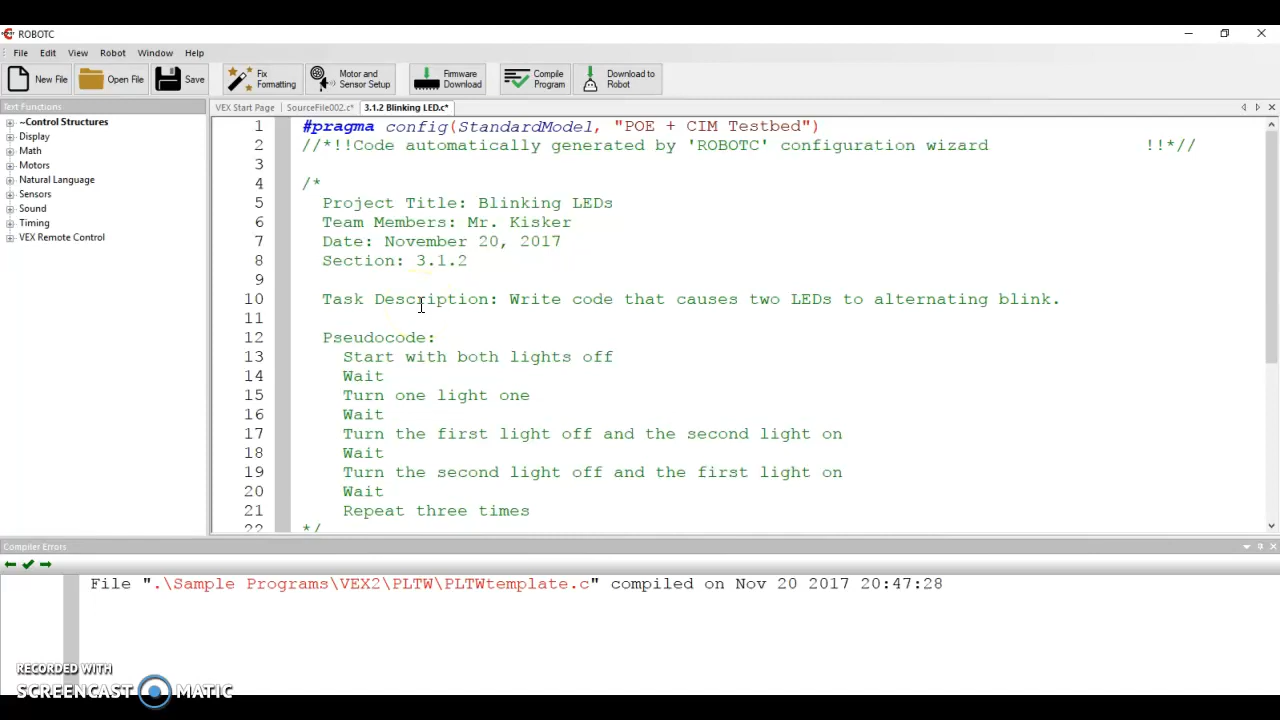 ROBOTC
File Edit View Robot Window Help
New File Open File Save Fix Formatting Motor and Sensor Setup Firmware Download Compile Program Download to Robot
Text Functions
~Control Structures
Display
Math
Motors
Natural Language
Sensors
Sound
Timing
VEX Remote Control
VEX Start Page SourceFile002.c* 3.1.2 Blinking LED.c*
1 #pragma config(StandardModel, "POE + CIM Testbed")
2 //*!!Code automatically generated by 'ROBOTC' configuration wizard !!*//
3
4 /*
5 Project Title: Blinking LEDs
6 Team Members: Mr. Kisker
7 Date: November 20, 2017
8 Section: 3.1.2
9
10 Task Description: Write code that causes two LEDs to alternating blink.
11
12 Pseudocode:
13 Start with both lights off
14 Wait
15 Turn one light one
16 Wait
17 Turn the first light off and the second light on
18 Wait
19 Turn the second light off and the first light on
20 Wait
21 Repeat three times
22 */
Compiler Errors
File ".\Sample Programs\VEX2\PLTW\PLTWtemplate.c" compiled on Nov 20 2017 20:47:28
RECORDED WITH
SCREENCAST MATIC